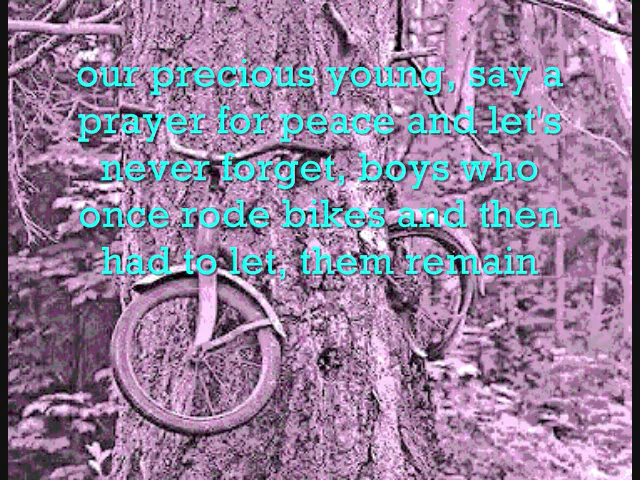 our precious young, say a
prayer for peace and let's
never forget, boys who
once rode bikes and then
had to let, them remain